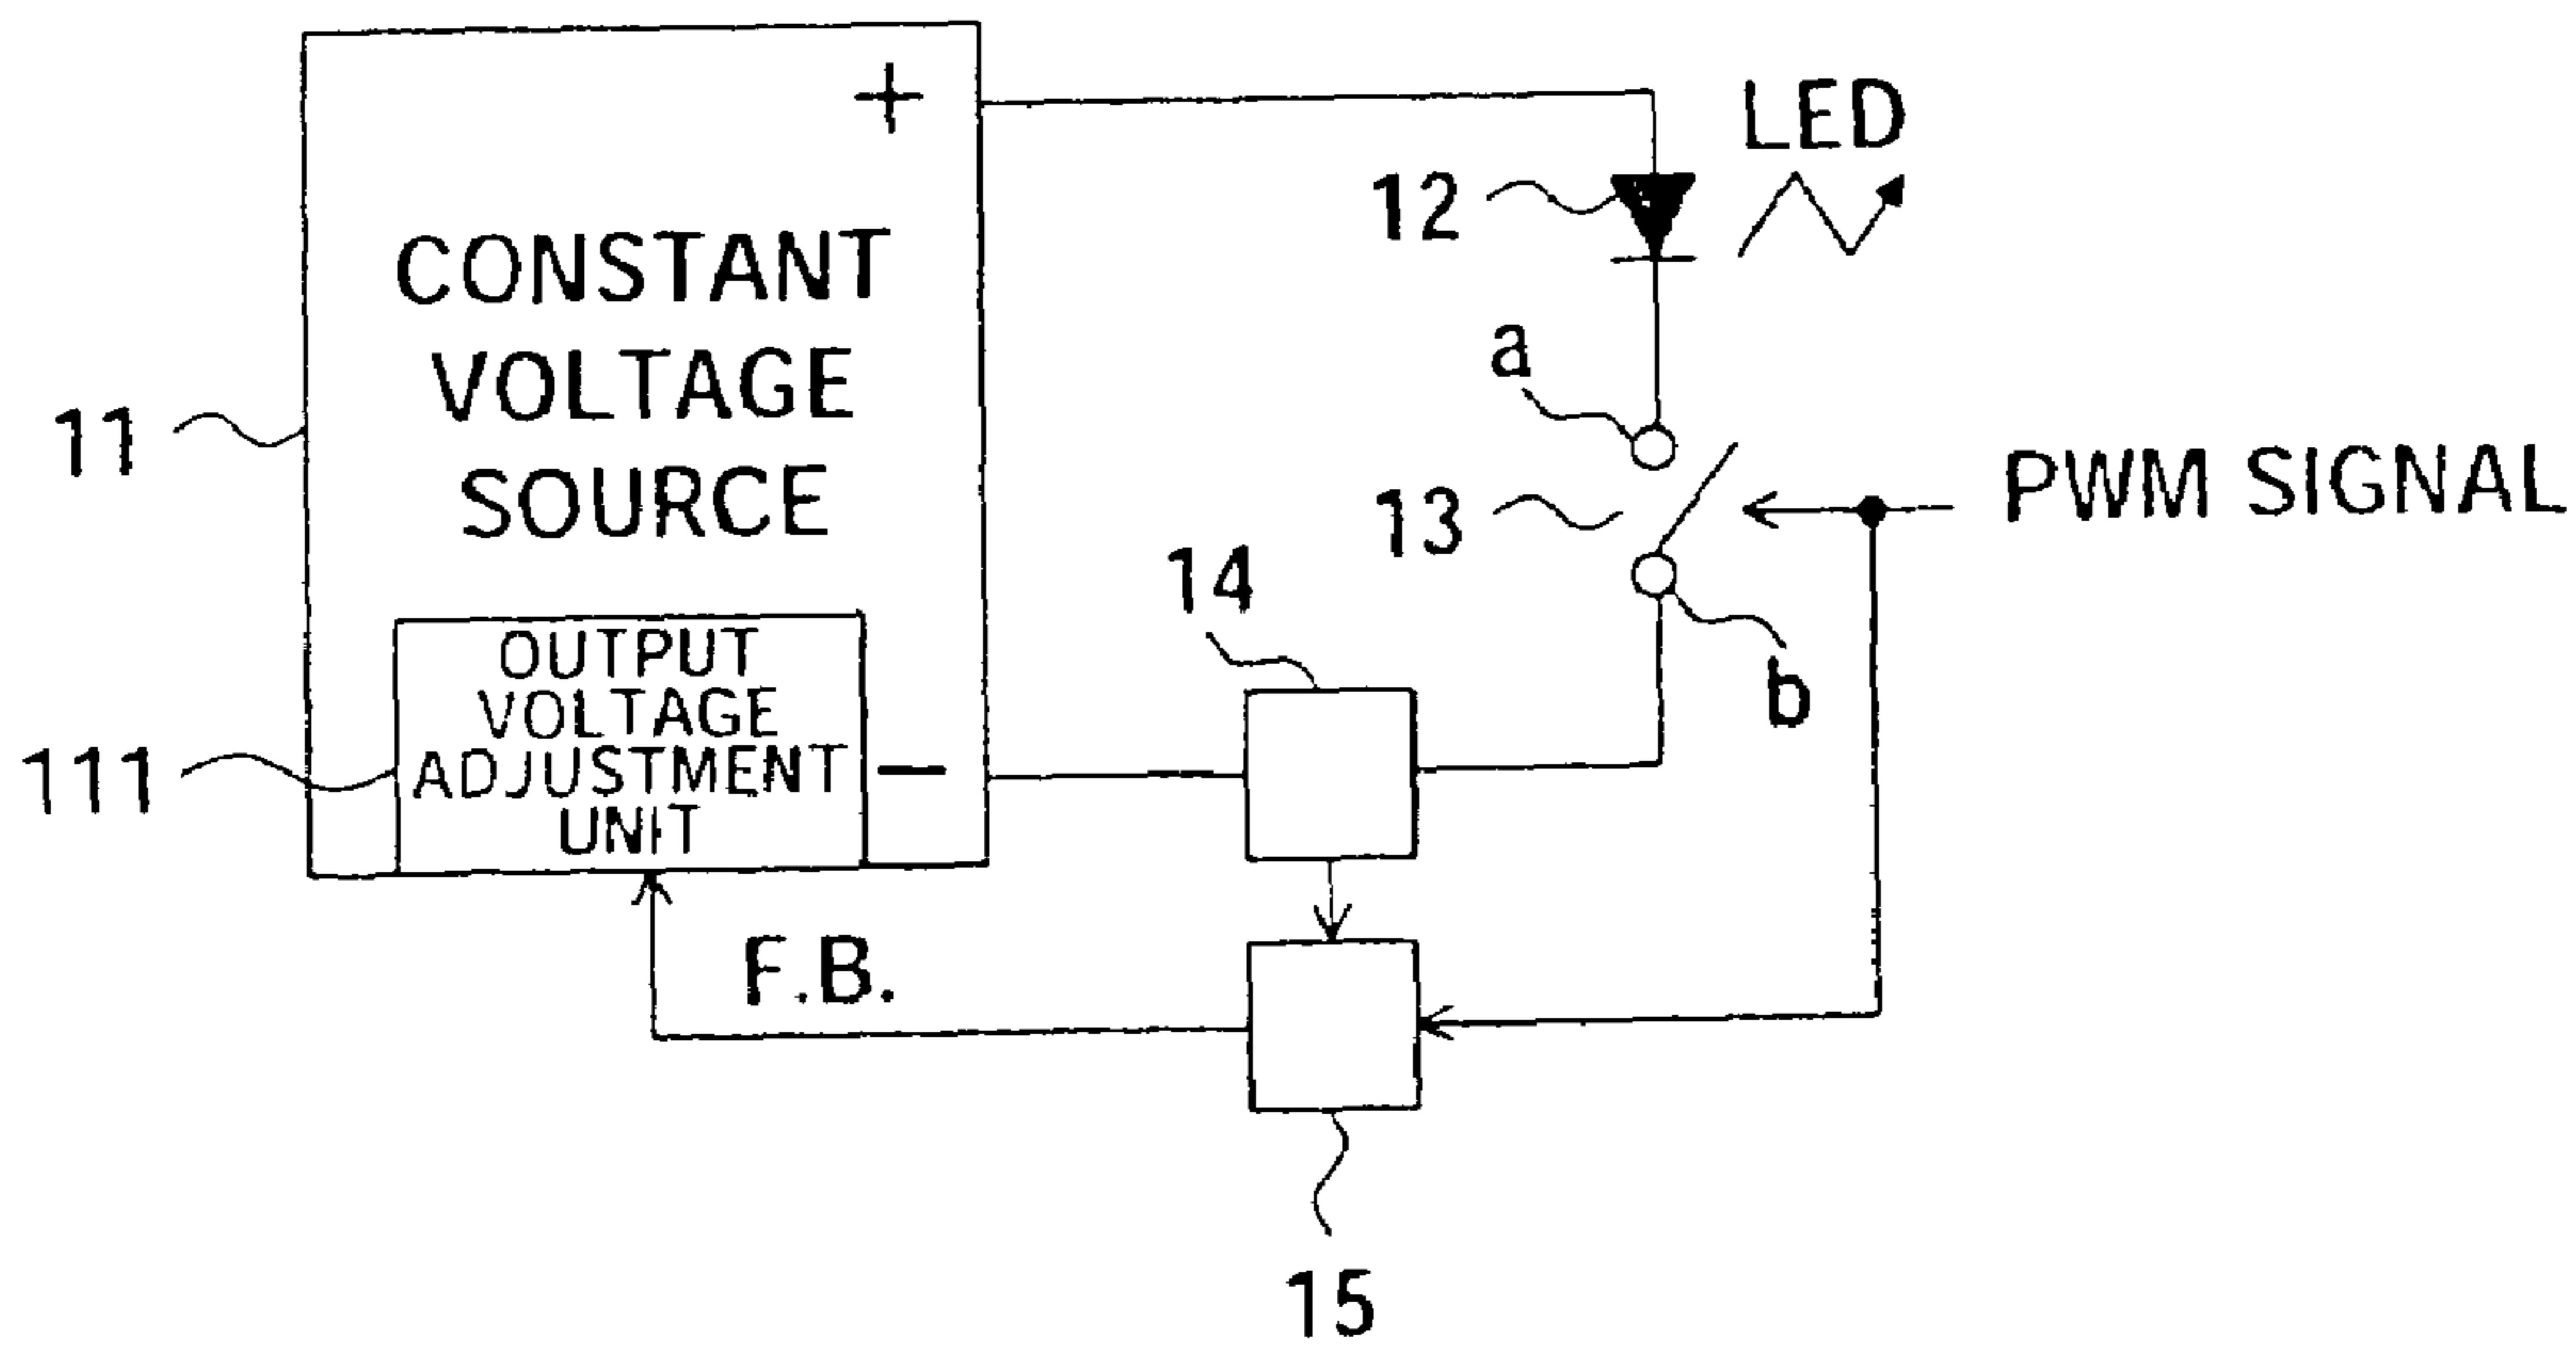 +
LED
12
CONSTANT
VOLTAGE
SOURCE
a
11
13
PWM SIGNAL
14
OUTPUT
VOLTAGE
ADJUSTMENT
UNIT
111
−
b
F.B.
15